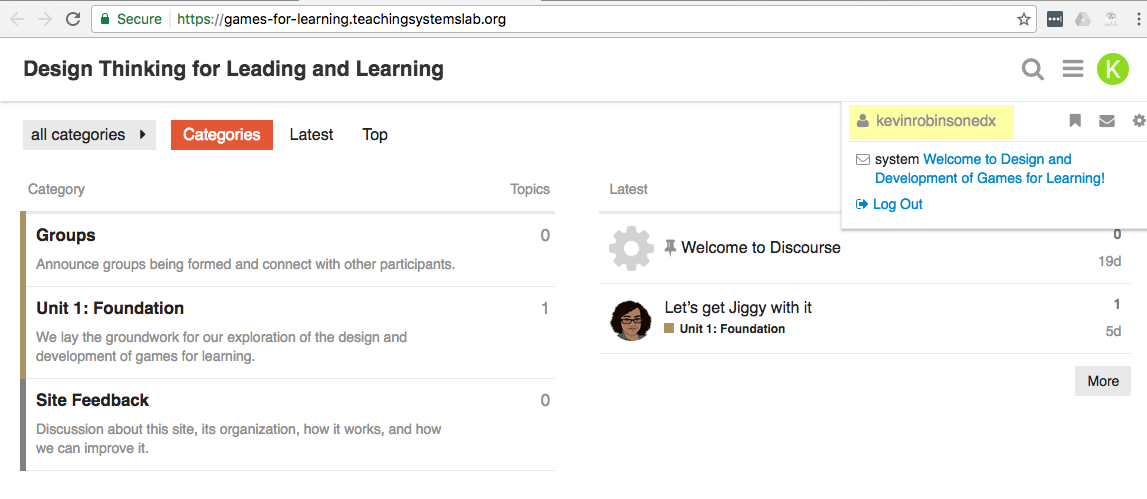 Secure https://games-for-learning.teachingsystemslab.org
Design Thinking for Leading and Learning
K
kevinrobinsonedx
system Welcome to Design and
Development of Games for Learning!
Log Out
all categories
Categories
Latest
Top
Category Topics
Groups 0
Announce groups being formed and connect with other participants.
Unit 1: Foundation 1
We lay the groundwork for our exploration of the design and
development of games for learning.
Site Feedback 0
Discussion about this site, its organization, how it works, and how
we can improve it.
Latest
Welcome to Discourse 0
19d
Let's get Jiggy with it 1
Unit 1: Foundation 5d
More